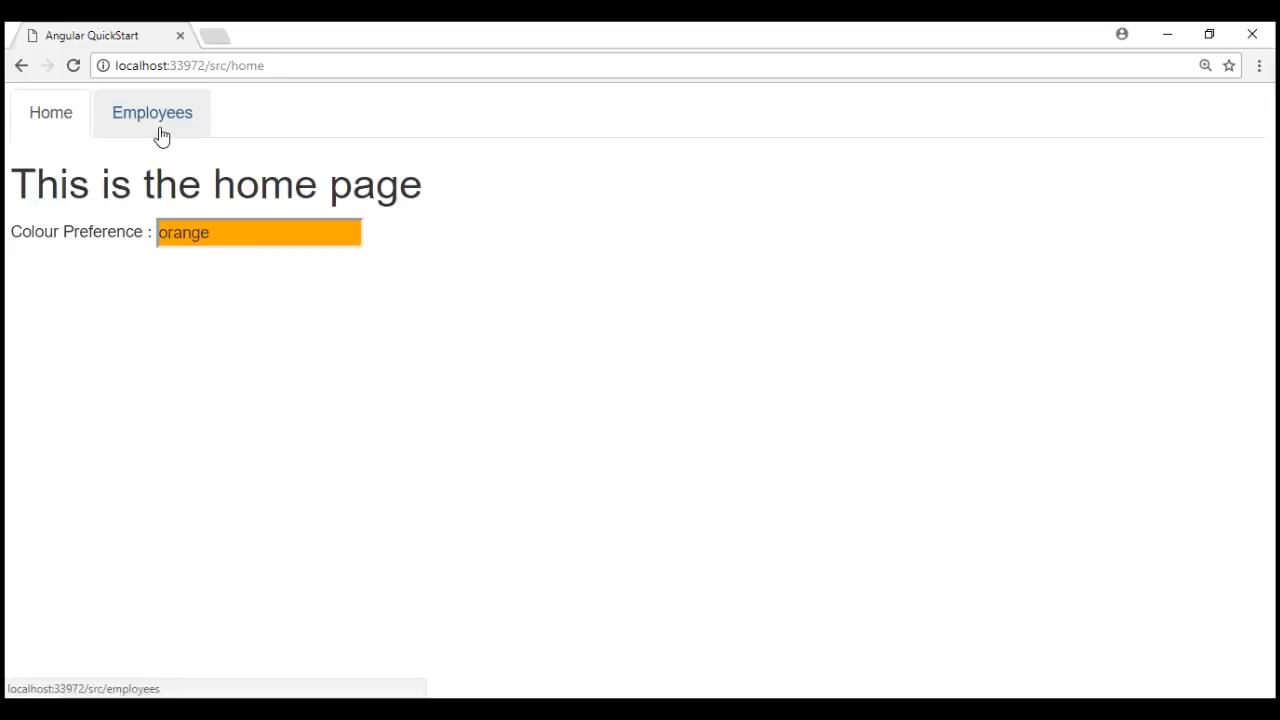 Angular QuickStart
localhost:33972/src/home
Home Employees
This is the home page
Colour Preference : orange
localhost:33972/src/employees